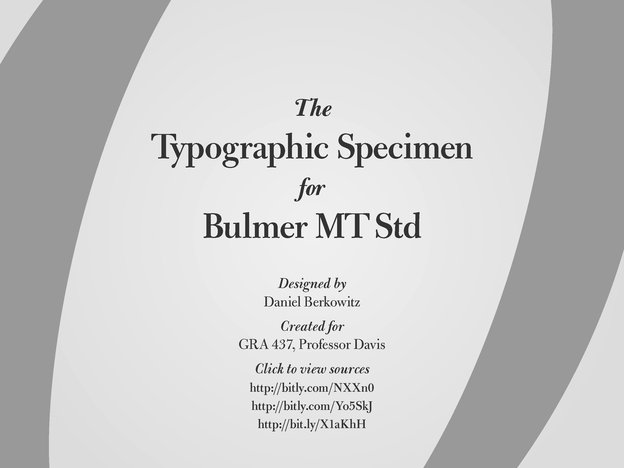 The
Typographic Specimen
for
Bulmer MT Std
Designed by
Daniel Berkowitz
Created for
GRA 437, Professor Davis
Click to view sources
http://bitly.com/NXXn0
http://bitly.com/Yo5SkJ
http://bit.ly/X1aKhH